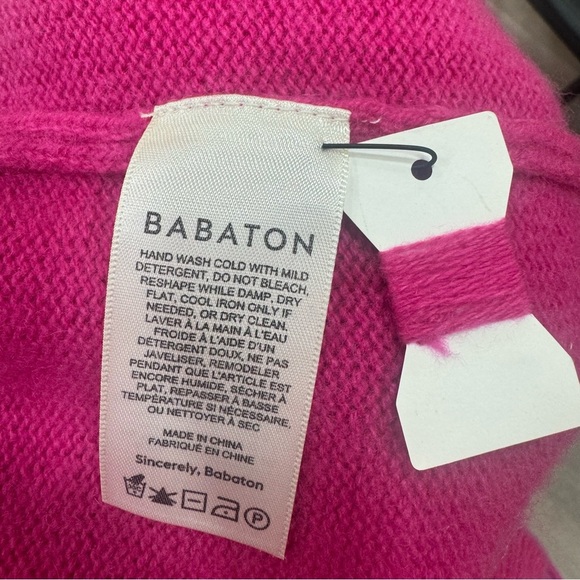 BABATON
HAND WASH COLD WITH MILD
DETERGENT, DO NOT BLEACH,
RESHAPE WHILE DAMP, DRY
FLAT, COOL IRON ONLY IF
NEEDED, OR DRY CLEAN.
LAVER À LA MAIN À L'EAU
FROIDE À L'AIDE D'UN
DÉTERGENT DOUX, NE PAS
JAVELISER, REMODELER
PENDANT QUE L'ARTICLE EST
ENCORE HUMIDE, SÉCHER À
PLAT, REPASSER À BASSE
TEMPÉRATURE SI NÉCESSAIRE,
OU NETTOYER À SEC
MADE IN CHINA
FABRIQUÉ EN CHINE
Sincerely, Babaton
P